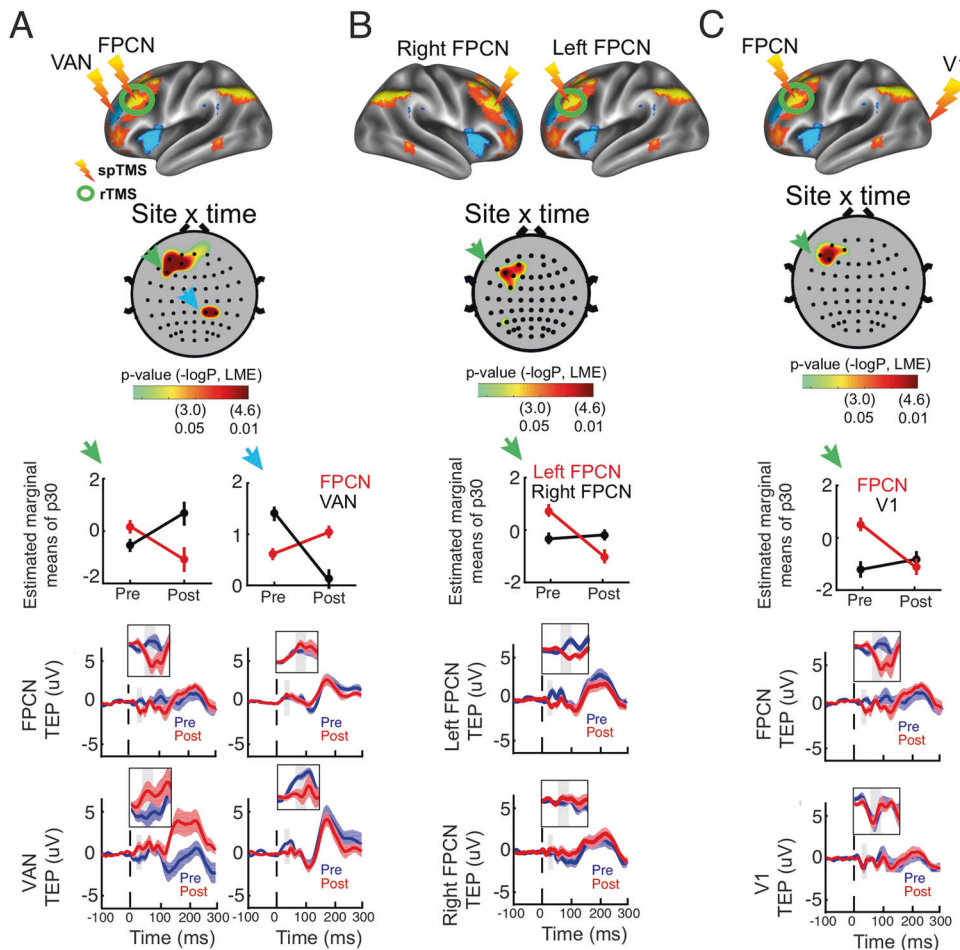 A
FPCN
VAN
spTMS
rTMS
Site x time
p-value (-logP, LME)
(3.0) (4.6)
0.05 0.01
Estimated marginal
means of p30
2
0
-2
Pre Post
2
1
0
Pre Post
FPCN
VAN
FPCN
TEP (uV)
5
0
-5
Pre
Post
Pre
Post
VAN
TEP (uV)
5
0
-5
Pre
Post
Pre
Post
-100 0 100 200 300
-100 0 100 200 300
Time (ms)
B
Right FPCN Left FPCN
Site x time
p-value (-logP, LME)
(3.0) (4.6)
0.05 0.01
Estimated marginal
means of p30
2
0
-2
Left FPCN
Right FPCN
Pre Post
Left FPCN
TEP (uV)
5
0
-5
Pre
Post
Right FPCN
TEP (uV)
5
0
-5
Pre
Post
-100 0 100 200 300
Time (ms)
C
FPCN
V1
Site x time
p-value (-logP, LME)
(3.0) (4.6)
0.05 0.01
Estimated marginal
means of p30
2
0
-2
FPCN
V1
Pre Post
FPCN
TEP (uV)
5
0
-5
Pre
Post
V1
TEP (uV)
5
0
-5
Pre
Post
-100 0 100 200 300
Time (ms)